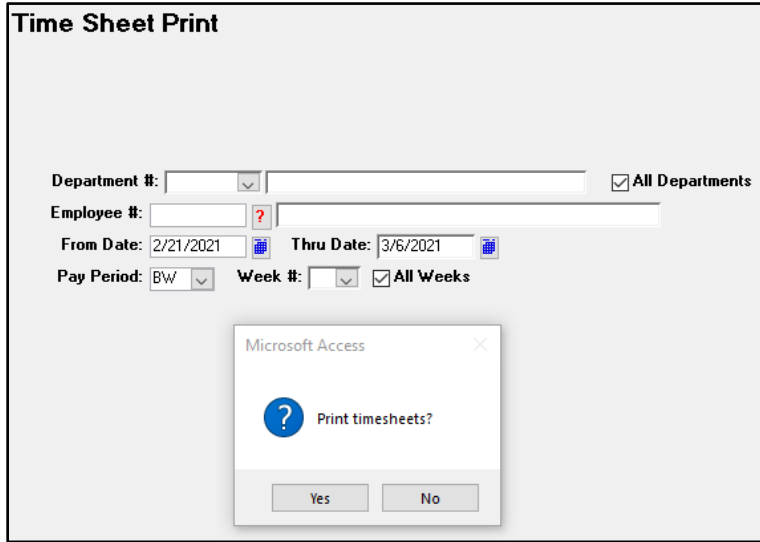 Time Sheet Print
Department #: All Departments
Employee #: ?
From Date: 2/21/2021 Thru Date: 3/6/2021
Pay Period: BW Week #: All Weeks
Microsoft Access
? Print timesheets?
Yes No